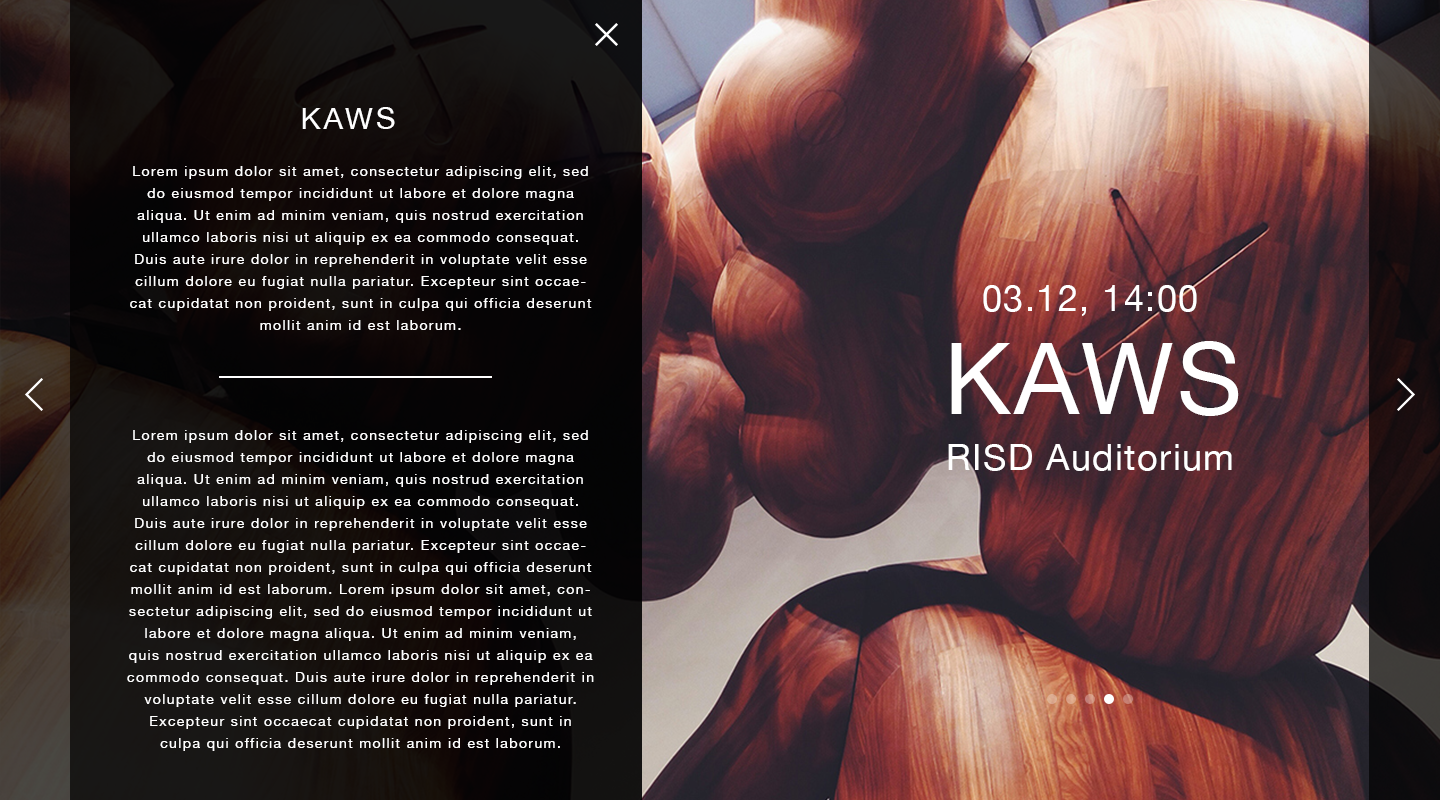 KAWS
Lorem ipsum dolor sit amet, consectetur adipiscing elit, sed
do eiusmod tempor incididunt ut labore et dolore magna
aliqua. Ut enim ad minim veniam, quis nostrud exercitation
ullamco laboris nisi ut aliquip ex ea commodo consequat.
Duis aute irure dolor in reprehenderit in voluptate velit esse
cillum dolore eu fugiat nulla pariatur. Excepteur sint occae-
cat cupidatat non proident, sunt in culpa qui officia deserunt
mollit anim id est laborum.
Lorem ipsum dolor sit amet, consectetur adipiscing elit, sed
do eiusmod tempor incididunt ut labore et dolore magna
aliqua. Ut enim ad minim veniam, quis nostrud exercitation
ullamco laboris nisi ut aliquip ex ea commodo consequat.
Duis aute irure dolor in reprehenderit in voluptate velit esse
cillum dolore eu fugiat nulla pariatur. Excepteur sint occae-
cat cupidatat non proident, sunt in culpa qui officia deserunt
mollit anim id est laborum. Lorem ipsum dolor sit amet, con-
sectetur adipiscing elit, sed do eiusmod tempor incididunt ut
labore et dolore magna aliqua. Ut enim ad minim veniam,
quis nostrud exercitation ullamco laboris nisi ut aliquip ex ea
commodo consequat. Duis aute irure dolor in reprehenderit in
voluptate velit esse cillum dolore eu fugiat nulla pariatur.
Excepteur sint occaecat cupidatat non proident, sunt in
culpa qui officia deserunt mollit anim id est laborum.
03.12, 14:00
KAWS
RISD Auditorium